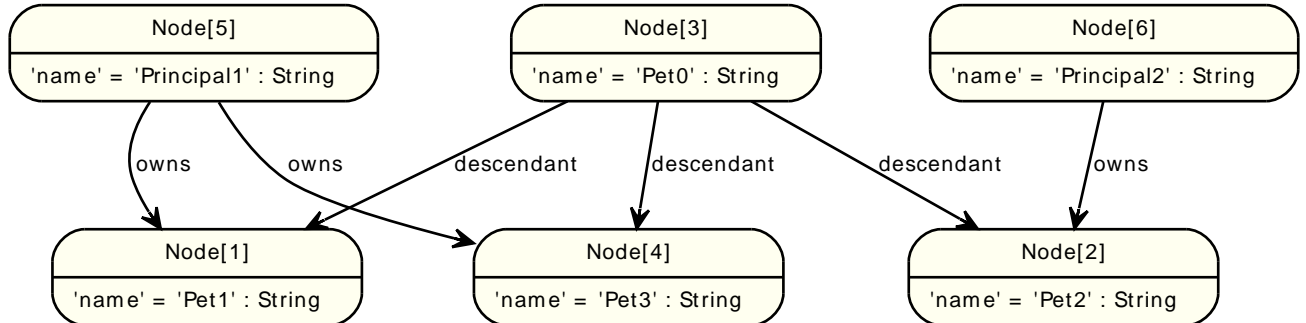 Node[5]
'name' = 'Principal1' : String
Node[3]
'name' = 'Pet0' : String
Node[6]
'name' = 'Principal2' : String
owns
owns
descendant
descendant
descendant
owns
Node[1]
'name' = 'Pet1' : String
Node[4]
'name' = 'Pet3' : String
Node[2]
'name' = 'Pet2' : String